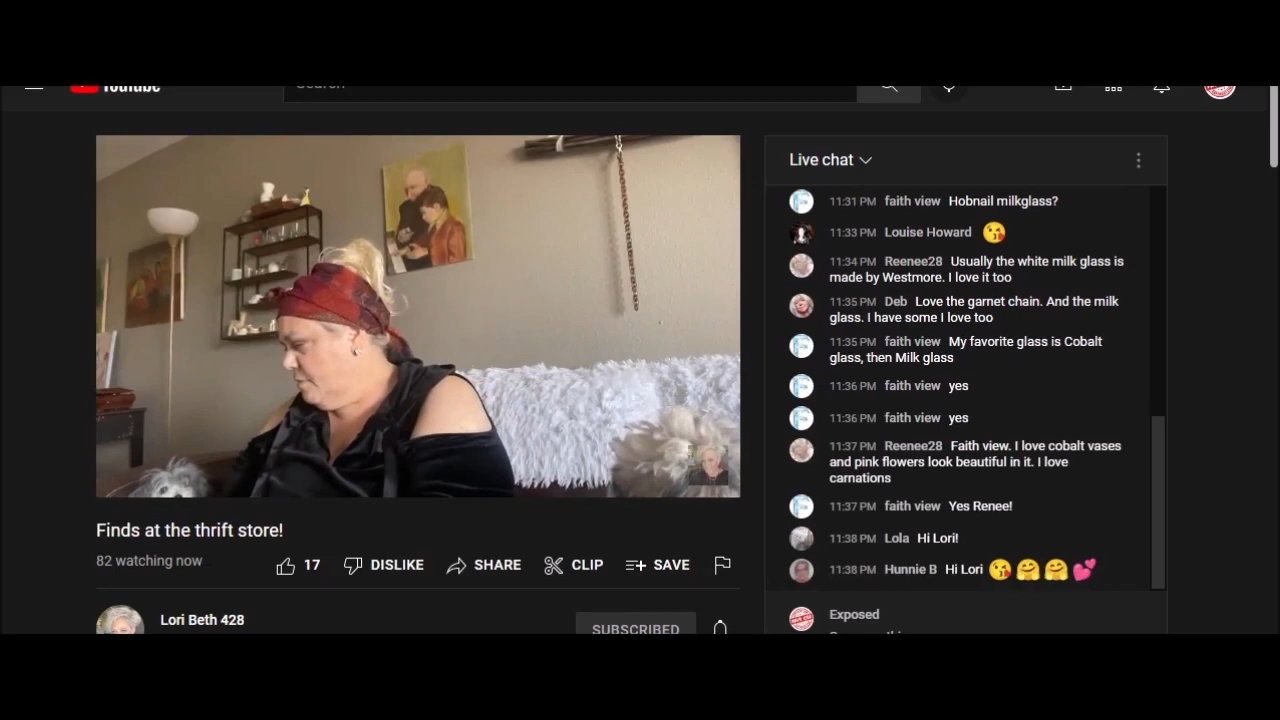 YouTube
Search
Live chat
11:31 PM faith view Hobnail milkglass?
11:33 PM Louise Howard 😘
11:34 PM Reenee28 Usually the white milk glass is
made by Westmore. I love it too
11:35 PM Deb Love the garnet chain. And the milk
glass. I have some I love too
11:35 PM faith view My favorite glass is Cobalt
glass, then Milk glass
11:36 PM faith view yes
11:36 PM faith view yes
11:37 PM Reenee28 Faith view. I love cobalt vases
and pink flowers look beautiful in it. I love
carnations
11:37 PM faith view Yes Renee!
11:38 PM Lola Hi Lori!
11:38 PM Hunnie B Hi Lori 😘🤗🤗💕
Exposed
Finds at the thrift store!
82 watching now
17 DISLIKE SHARE CLIP SAVE
Lori Beth 428
SUBSCRIBED